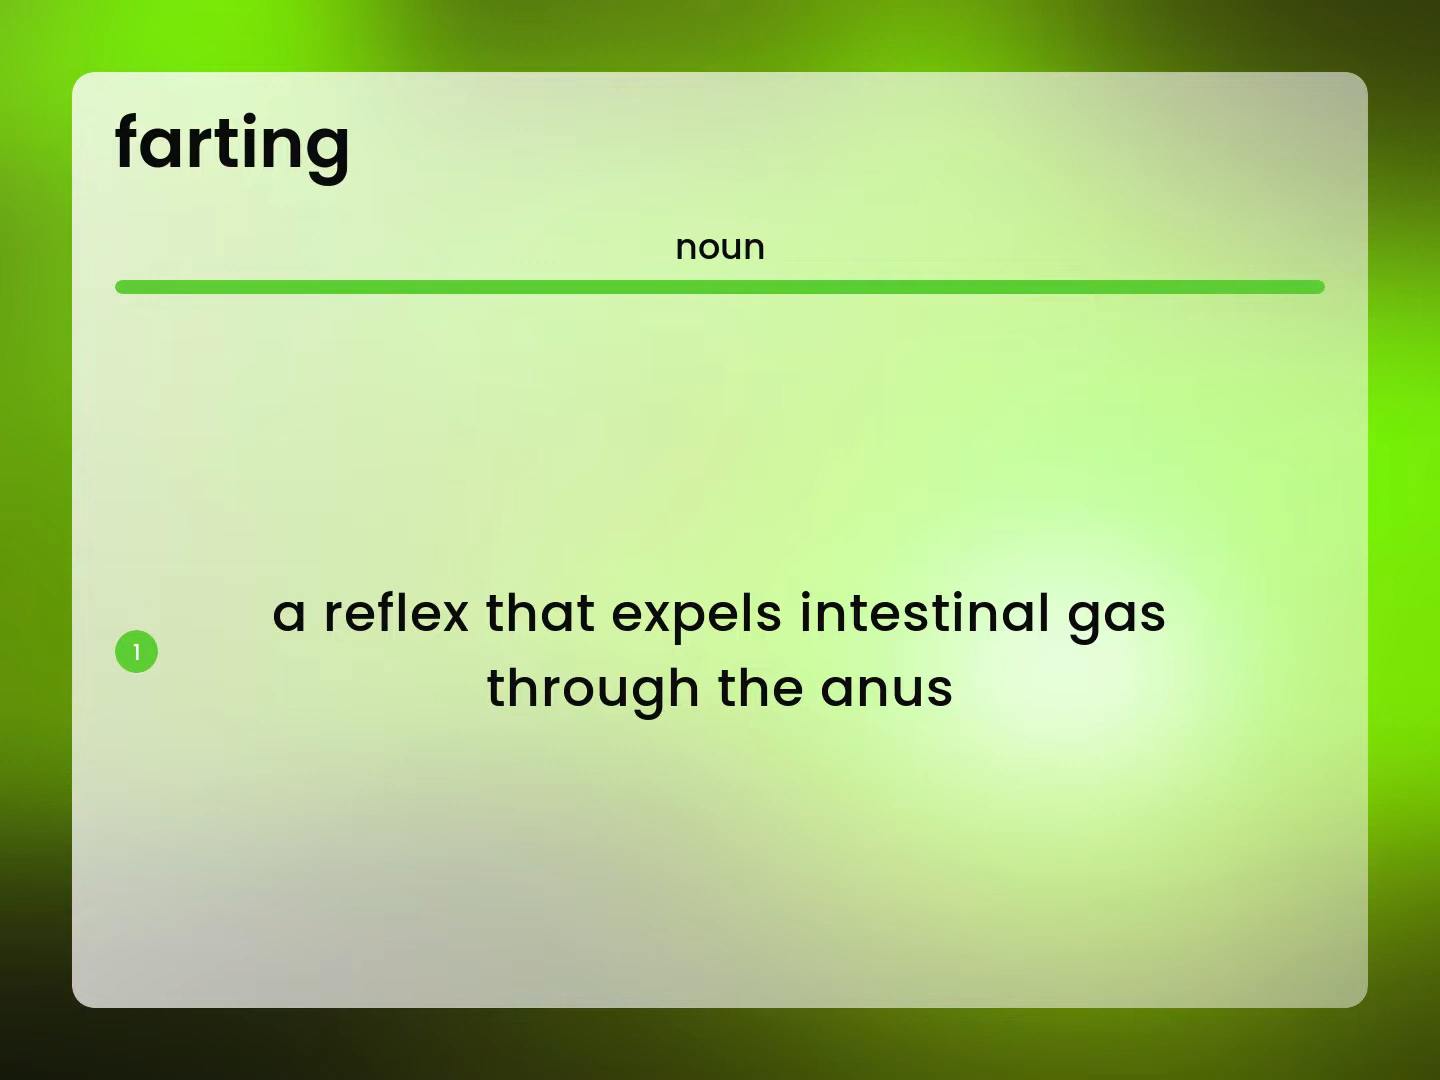 farting
noun
1
a reflex that expels intestinal gas
through the anus